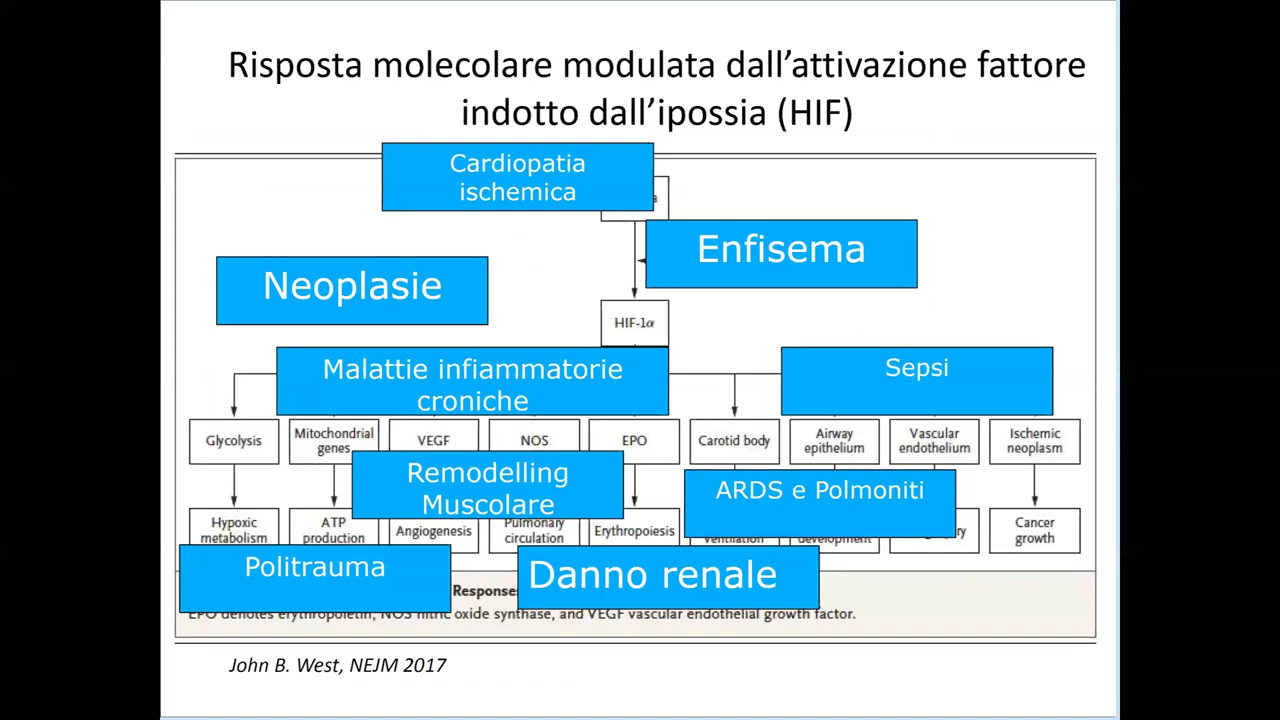 Risposta molecolare modulata dall’attivazione fattore
indotto dall’ipossia (HIF)
Cardiopatia
ischemica
Enfisema
Neoplasie
HIF-1α
Malattie infiammatorie
croniche
Sepsi
Glycolysis
Mitochondrial
genes
VEGF
NOS
EPO
Carotid body
Airway
epithelium
Vascular
endothelium
Ischemic
neoplasm
Remodelling
Muscolare
ARDS e Polmoniti
Hypoxic
metabolism
ATP
production
Angiogenesis
Pulmonary
circulation
Erythropoiesis
Ventilation
development
Cancer
growth
Politrauma
Danno renale
EPO denotes erythropoietin, NOS nitric oxide synthase, and VEGF vascular endothelial growth factor.
John B. West, NEJM 2017